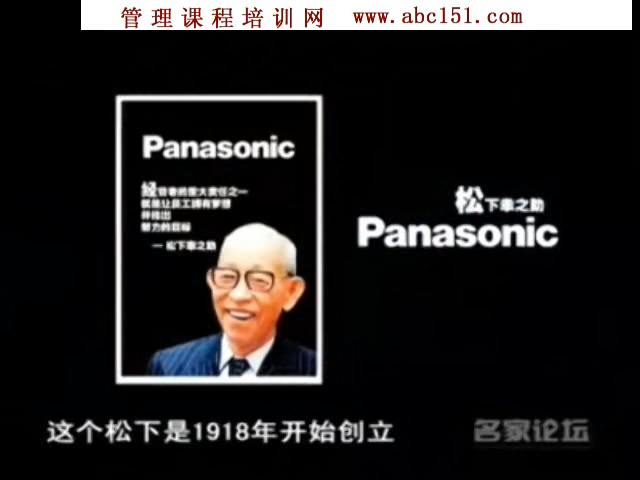 管理课程培训网 www.abc151.com
Panasonic
经营者的重大责任之一
就是让员工拥有梦想
并指出
努力的目标
— 松下幸之助
松下幸之助
Panasonic
这个松下是1918年开始创立
名家论坛